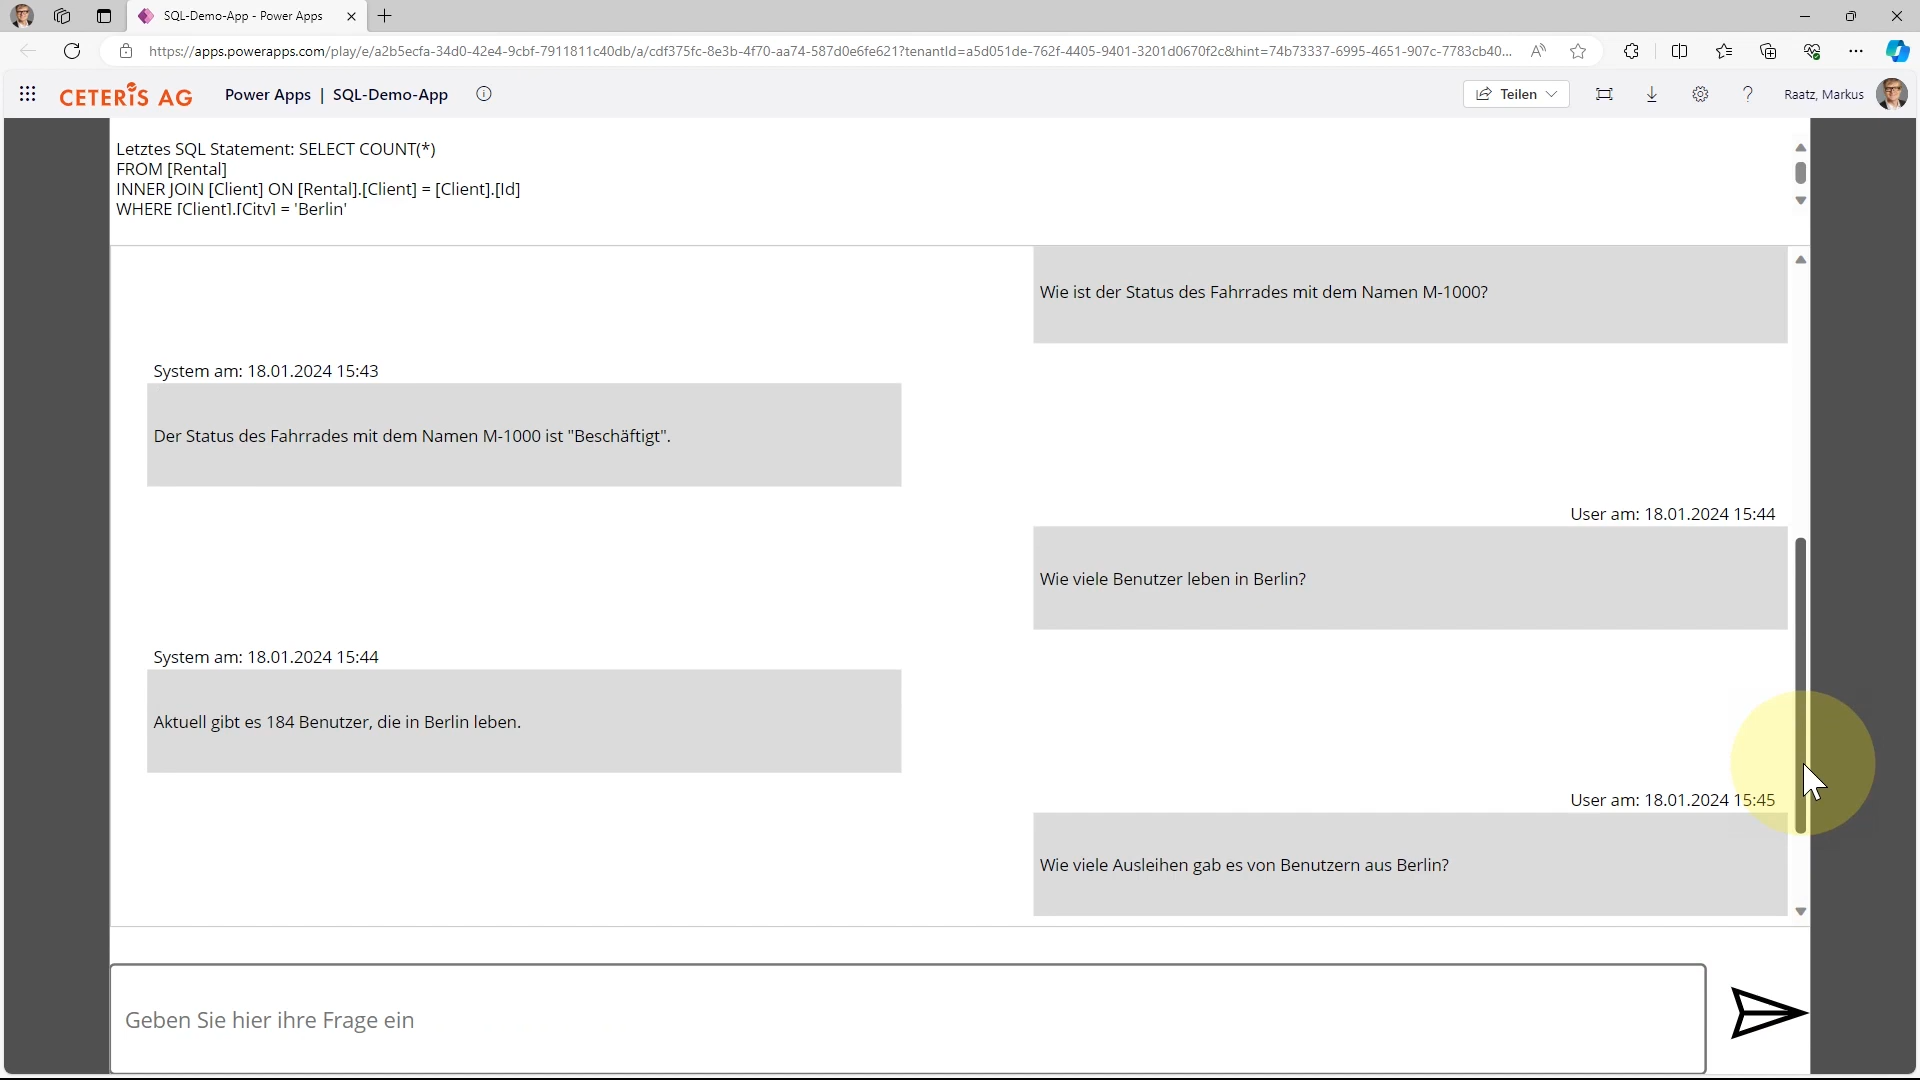 SQL-Demo-App - Power Apps
https://apps.powerapps.com/play/e/a2b5ecfa-34d0-42e4-9cbf-7911811c40db/a/cdf375fc-8e3b-4f70-aa74-587d0e6fe621?tenantId=a5d051de-762f-4405-9401-3201d0670f2c&hint=74b73337-6995-4651-907c-7783cb40...
CETERIS AG
Power Apps | SQL-Demo-App
Teilen
Raatz, Markus
Letztes SQL Statement: SELECT COUNT(*)
FROM [Rental]
INNER JOIN [Client] ON [Rental].[Client] = [Client].[Id]
WHERE [Client].[City] = 'Berlin'
Wie ist der Status des Fahrrades mit dem Namen M-1000?
System am: 18.01.2024 15:43
Der Status des Fahrrades mit dem Namen M-1000 ist "Beschäftigt".
User am: 18.01.2024 15:44
Wie viele Benutzer leben in Berlin?
System am: 18.01.2024 15:44
Aktuell gibt es 184 Benutzer, die in Berlin leben.
User am: 18.01.2024 15:45
Wie viele Ausleihen gab es von Benutzern aus Berlin?
Geben Sie hier ihre Frage ein